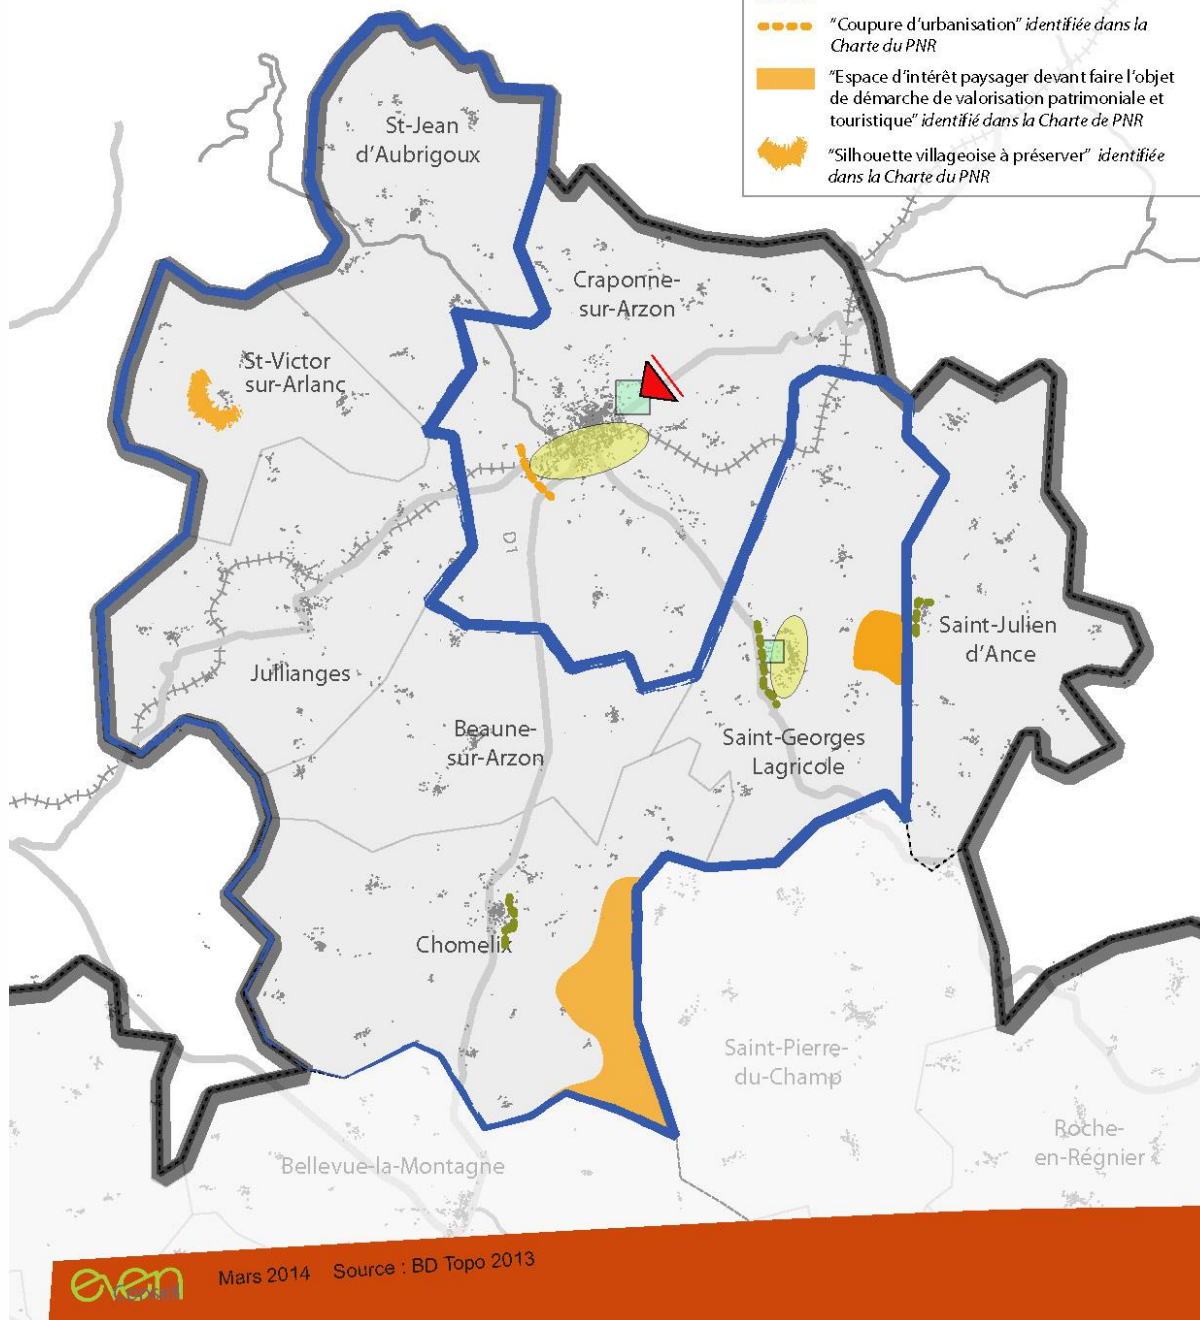 "Coupure d'urbanisation" identifiée dans la
Charte du PNR
"Espace d'intérêt paysager devant faire l'objet
de démarche de valorisation patrimoniale et
touristique" identifié dans la Charte de PNR
"Silhouette villageoise à préserver" identifiée
dans la Charte du PNR
St-Jean
d'Aubrigoux
Craponne-
sur-Arzon
St-Victor
sur-Arlanc
D1
Saint-Julien
d'Ance
Jullianges
Beaune-
sur-Arzon
Saint-Georges
Lagricole
Chomelix
Saint-Pierre-
du-Champ
Roche-
en-Régnier
Bellevue-la-Montagne
even
Conseil
Mars 2014 Source : BD Topo 2013